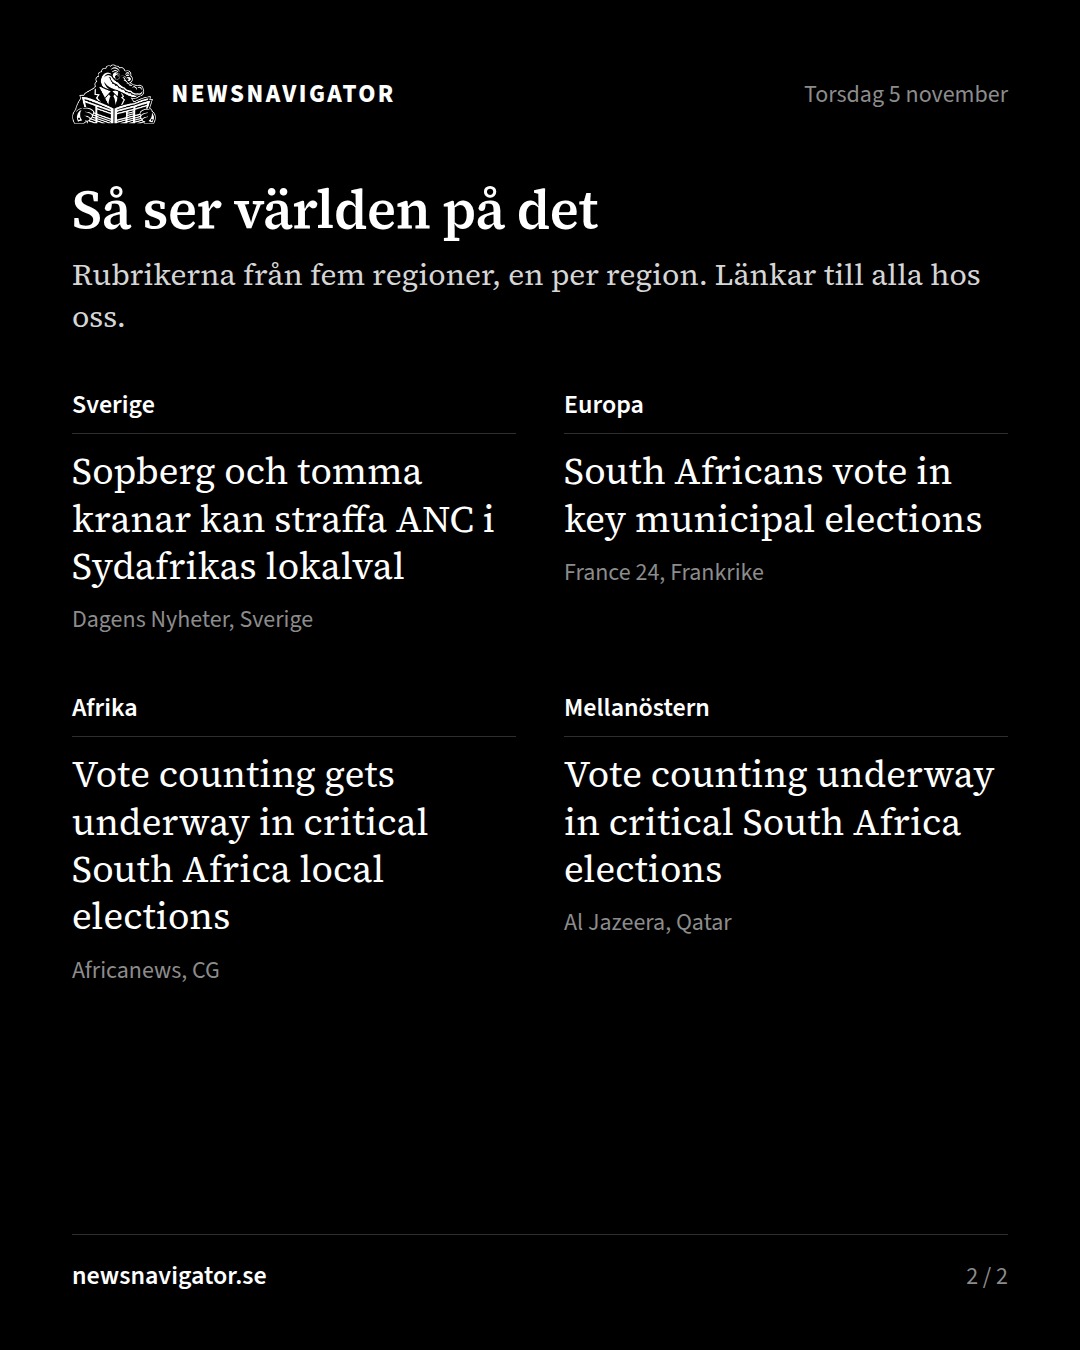 NEWSNAVIGATOR
Torsdag 5 november
Så ser världen på det
Rubrikerna från fem regioner, en per region. Länkar till alla hos
oss.
Sverige
Sopberg och tomma
kranar kan straffa ANC i
Sydafrikas lokalval
Dagens Nyheter, Sverige
Europa
South Africans vote in
key municipal elections
France 24, Frankrike
Afrika
Vote counting gets
underway in critical
South Africa local
elections
Africanews, CG
Mellanöstern
Vote counting underway
in critical South Africa
elections
Al Jazeera, Qatar
newsnavigator.se
2 / 2